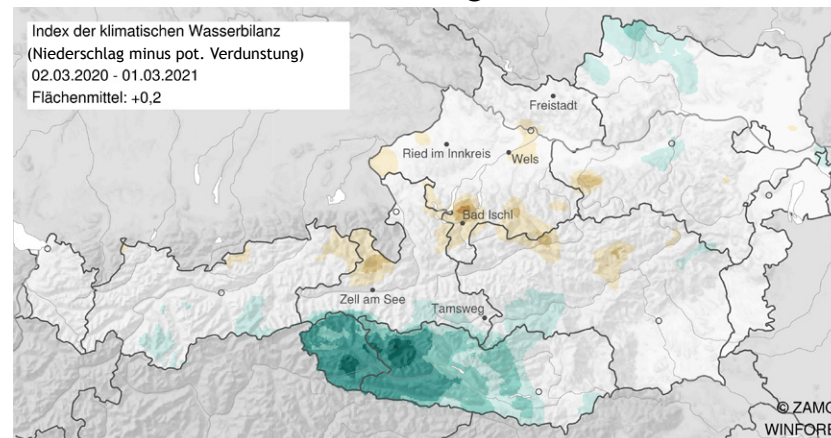 Index der klimatischen Wasserbilanz
(Niederschlag minus pot. Verdunstung)
02.03.2020 - 01.03.2021
Flächenmittel: +0,2
Freistadt
Ried im Innkreis
Wels
Bad Ischl
Zell am See
Tamsweg
© ZAMG
WINFORE